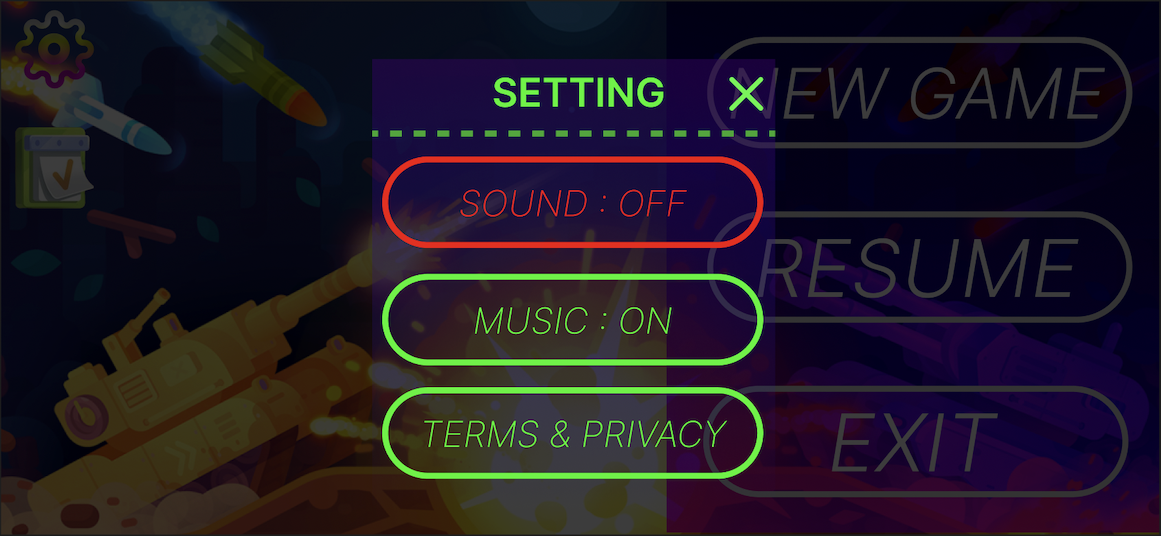 SETTING
SOUND : OFF
MUSIC : ON
TERMS & PRIVACY
NEW GAME
RESUME
EXIT